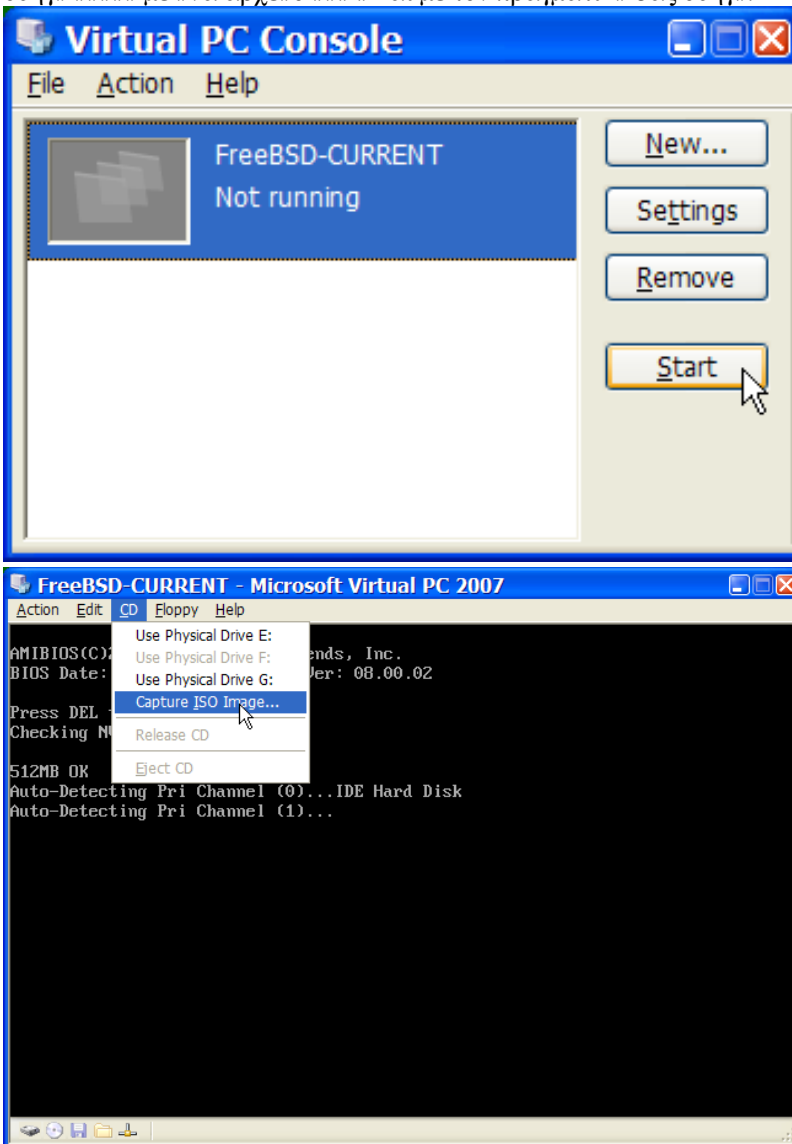 Virtual PC Console
File Action Help
FreeBSD-CURRENT
Not running
New...
Settings
Remove
Start
FreeBSD-CURRENT - Microsoft Virtual PC 2007
Action Edit CD Floppy Help
Use Physical Drive E:
Use Physical Drive F:
Use Physical Drive G:
Capture ISO Image...
Release CD
Eject CD
AMIBIOS(C) ends, Inc.
BIOS Date: er: 08.00.02
Press DEL
Checking
512MB OK
Auto-Detecting Pri Channel (0)...IDE Hard Disk
Auto-Detecting Pri Channel (1)...